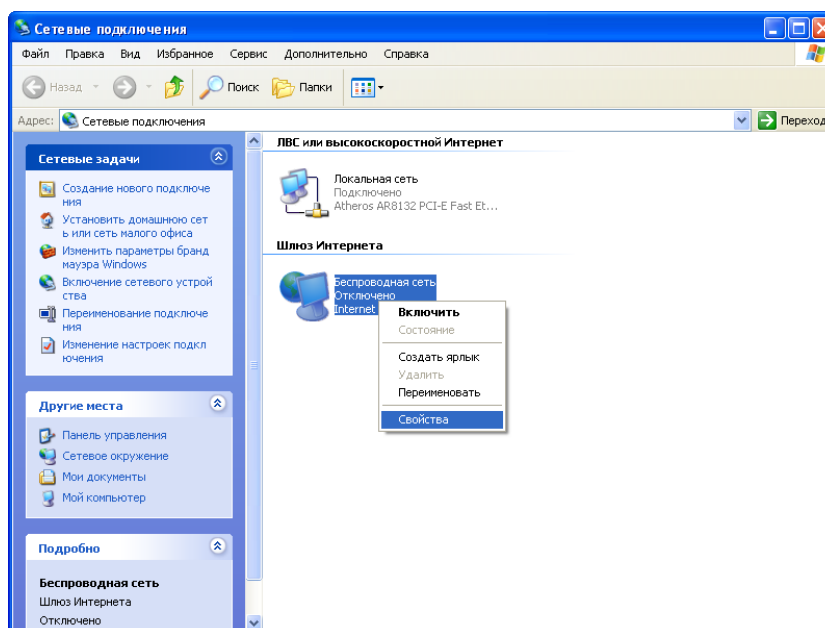 Сетевые подключения
Файл Правка Вид Избранное Сервис Дополнительно Справка
Назад Поиск Папки
Адрес: Сетевые подключения Переход
Сетевые задачи
Создание нового подключе
ния
Установить домашнюю сет
ь или сеть малого офиса
Изменить параметры бранд
мауэра Windows
Включение сетевого устрой
ства
Переименование подключе
ния
Изменение настроек подкл
ючения
Другие места
Панель управления
Сетевое окружение
Мои документы
Мой компьютер
Подробно
Беспроводная сеть
Шлюз Интернета
Отключено
ЛВС или высокоскоростной Интернет
Локальная сеть
Подключено
Atheros AR8132 PCI-E Fast Et...
Шлюз Интернета
Беспроводная сеть
Отключено
Internet
Включить
Состояние
Создать ярлык
Удалить
Переименовать
Свойства